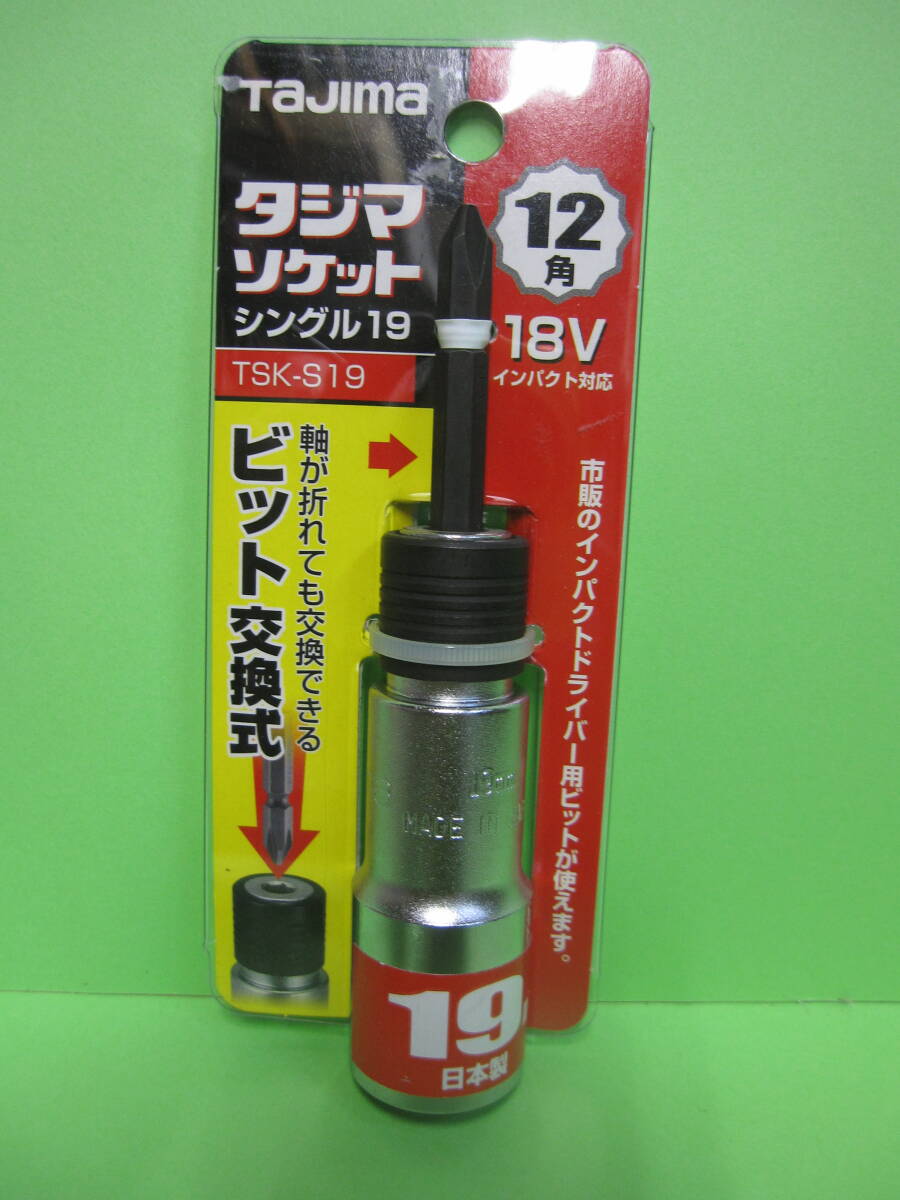 TaJima
タジマ
ソケット
シングル19
TSK-S19
12
角
18V
インパクト対応
軸が折れても交換できる
ビット交換式
市販のインパクトドライバー用ビットが使えます。
19mm
MADE IN
19
日本製